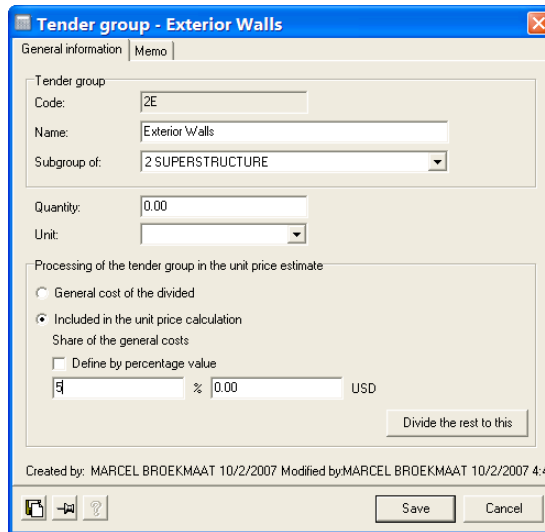 Tender group - Exterior Walls
General information Memo
Tender group
Code: 2E
Name: Exterior Walls
Subgroup of: 2 SUPERSTRUCTURE
Quantity: 0.00
Unit:
Processing of the tender group in the unit price estimate
General cost of the divided
Included in the unit price calculation
Share of the general costs
Define by percentage value
5 % 0.00 USD
Divide the rest to this
Created by: MARCEL BROEKMAAT 10/2/2007 Modified by:MARCEL BROEKMAAT 10/2/2007 4:4
? Save Cancel